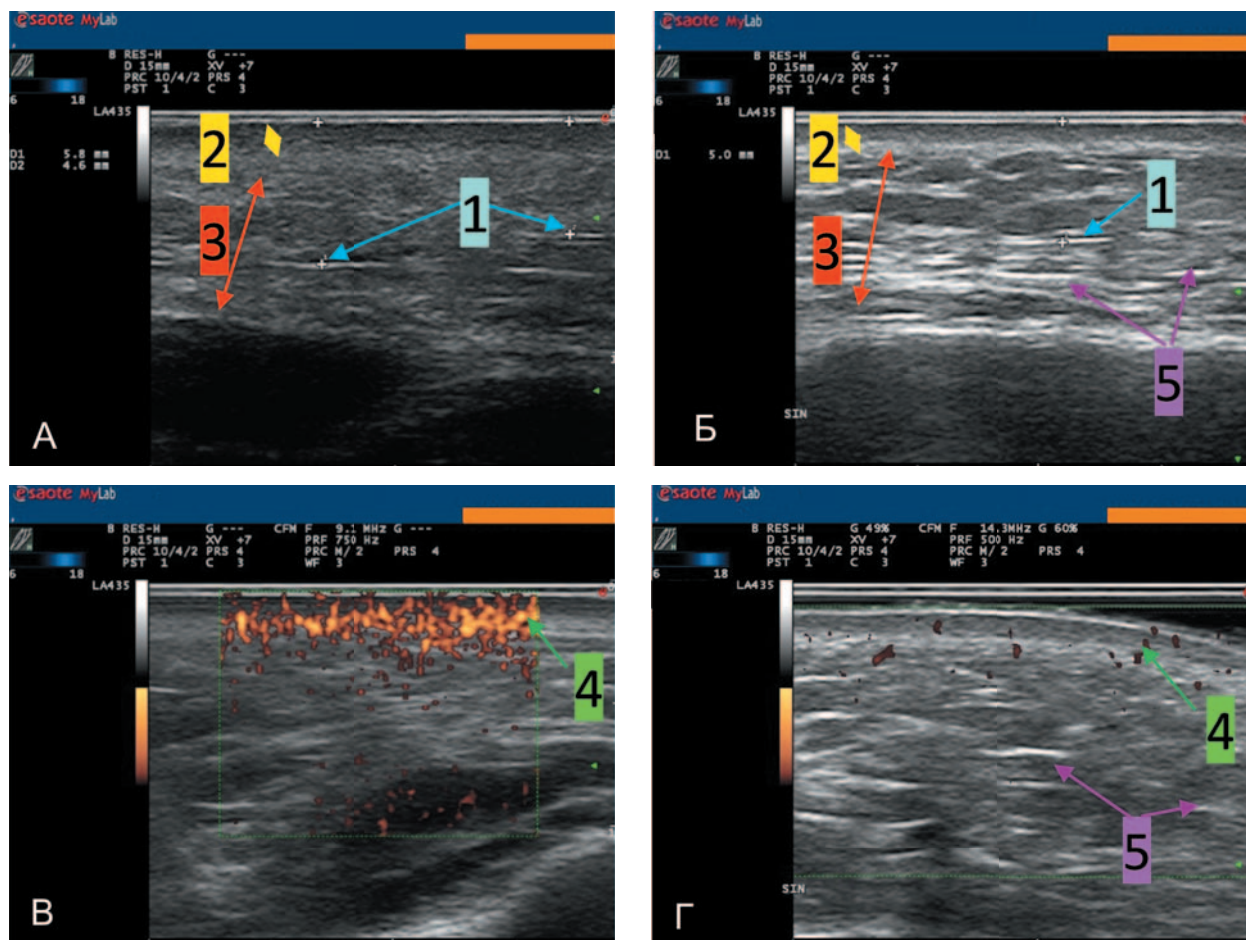 esaote MyLab
B RES-H G ---
D 15mm XV +7
PRC 10/4/2 PRS 4
PST 1 C 3
6 18
LA435
D1 5.8 mm
D2 4.6 mm
2
1
3
А
esaote MyLab
B RES-H G ---
D 15mm XV +7
PRC 10/4/2 PRS 4
PST 1 C 3
6 18
LA435
D1 5.0 mm
2
1
3
5
SIN
Б
esaote MyLab
B RES-H G --- CFM F 9.1 MHz G ---
D 15mm XV +7 PRF 750 Hz
PRC 10/4/2 PRS 4 PRC M/ 2 PRS 4
PST 1 C 3 WF 3
6 18
LA435
4
В
esaote MyLab
B RES-H G 49% CFM F 14.3MHz G 60%
D 15mm XV +7 PRF 500 Hz
PRC 10/4/2 PRS 4 PRC M/ 2 PRS 4
PST 1 C 3 WF 3
6 18
LA435
4
5
SIN
Г